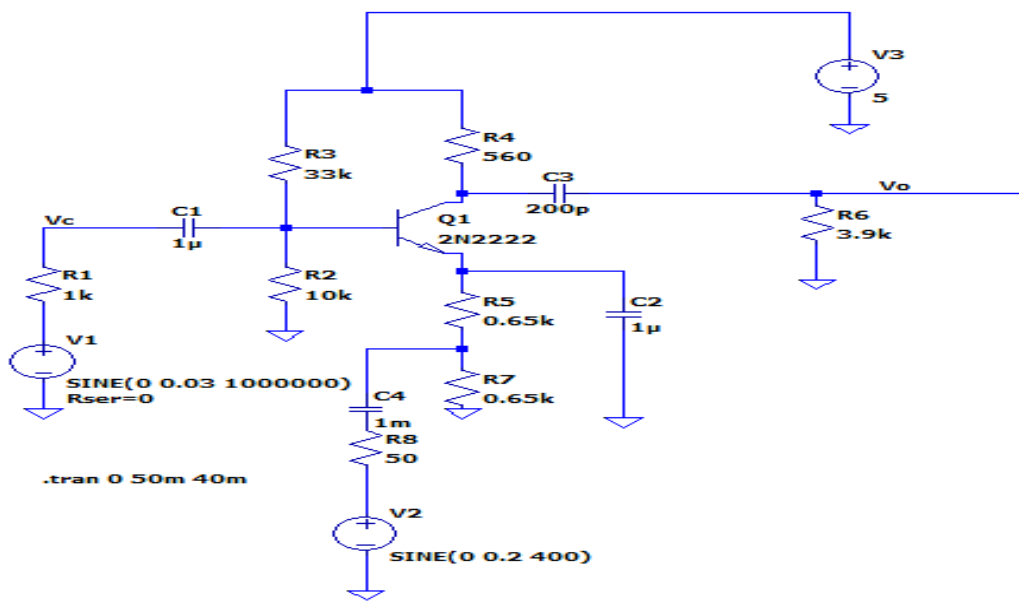 V3
5
R4
560
R3
33k
C3
200p
Vo
R6
3.9k
Vc
C1
1µ
Q1
2N2222
R1
1k
R2
10k
R5
0.65k
C2
1µ
V1
SINE(0 0.03 1000000)
Rser=0
R7
0.65k
C4
1m
R8
50
.tran 0 50m 40m
V2
SINE(0 0.2 400)